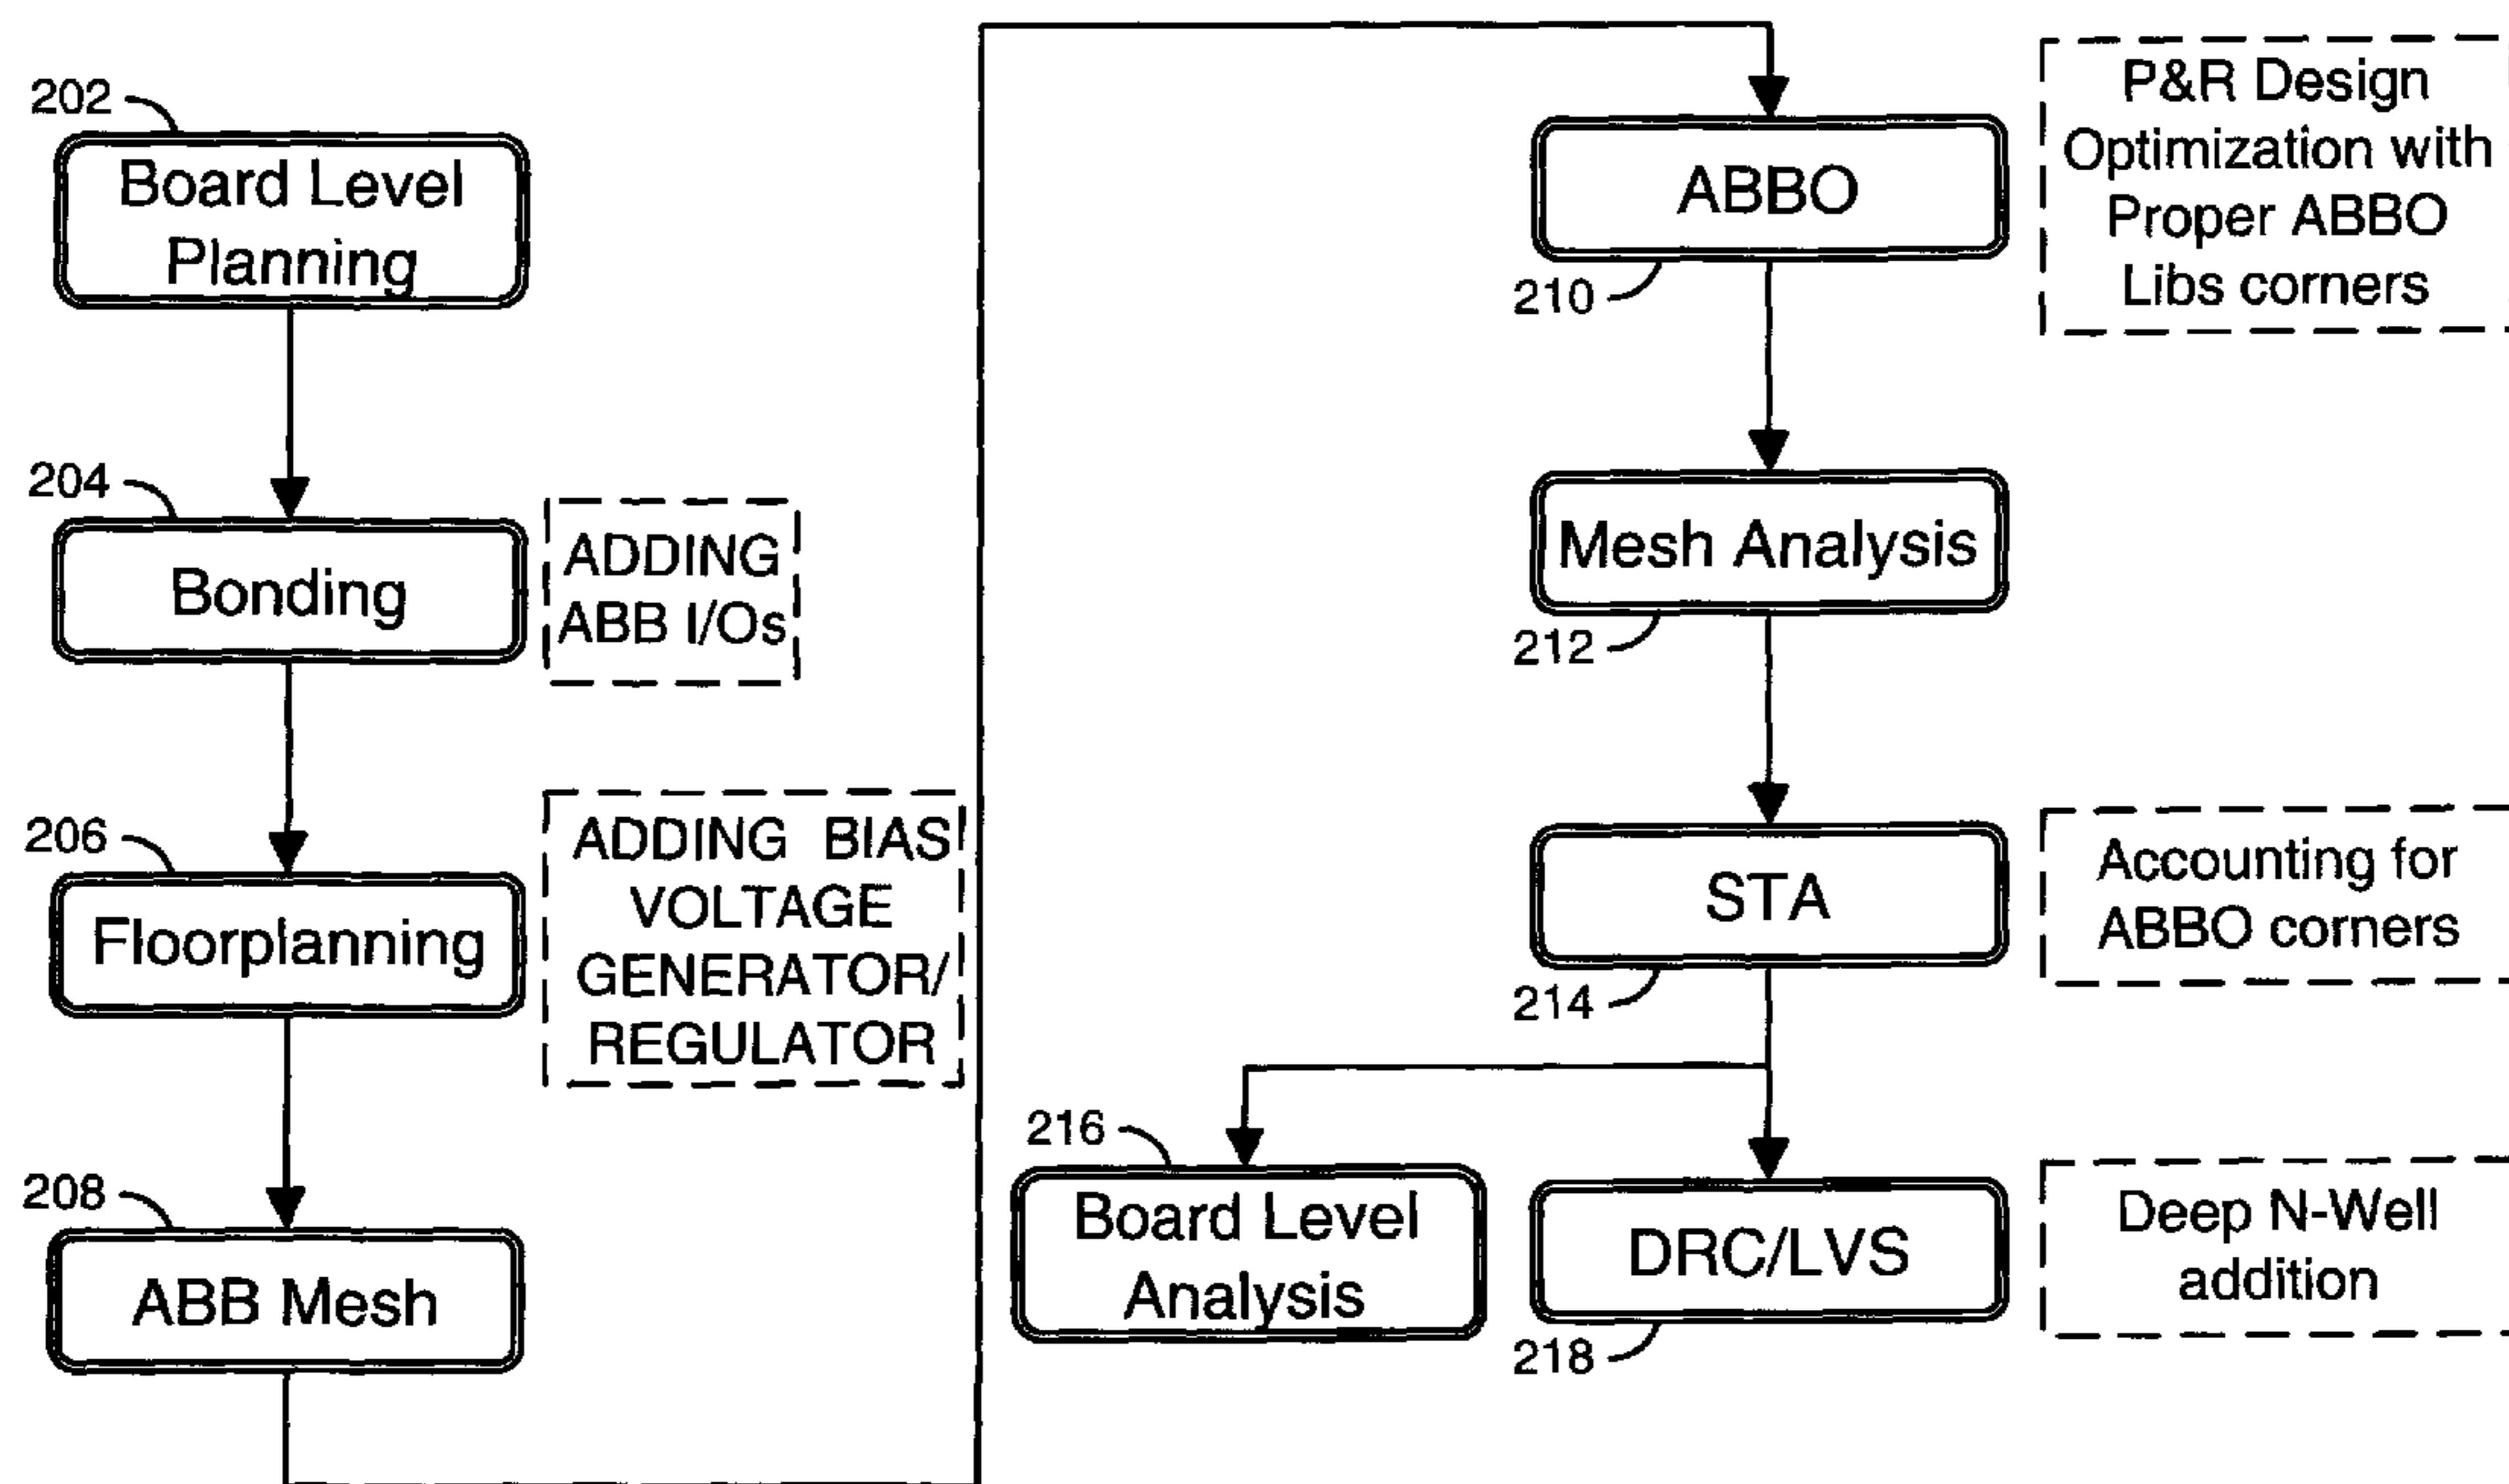 202
Board Level
Planning
204
Bonding
ADDING
ABB I/Os
206
Floorplanning
ADDING BIAS
VOLTAGE
GENERATOR/
REGULATOR
208
ABB Mesh
ABBO
210
P&R Design
Optimization with
Proper ABBO
Libs corners
Mesh Analysis
212
STA
214
Accounting for
ABBO corners
216
Board Level
Analysis
DRC/LVS
218
Deep N-Well
addition